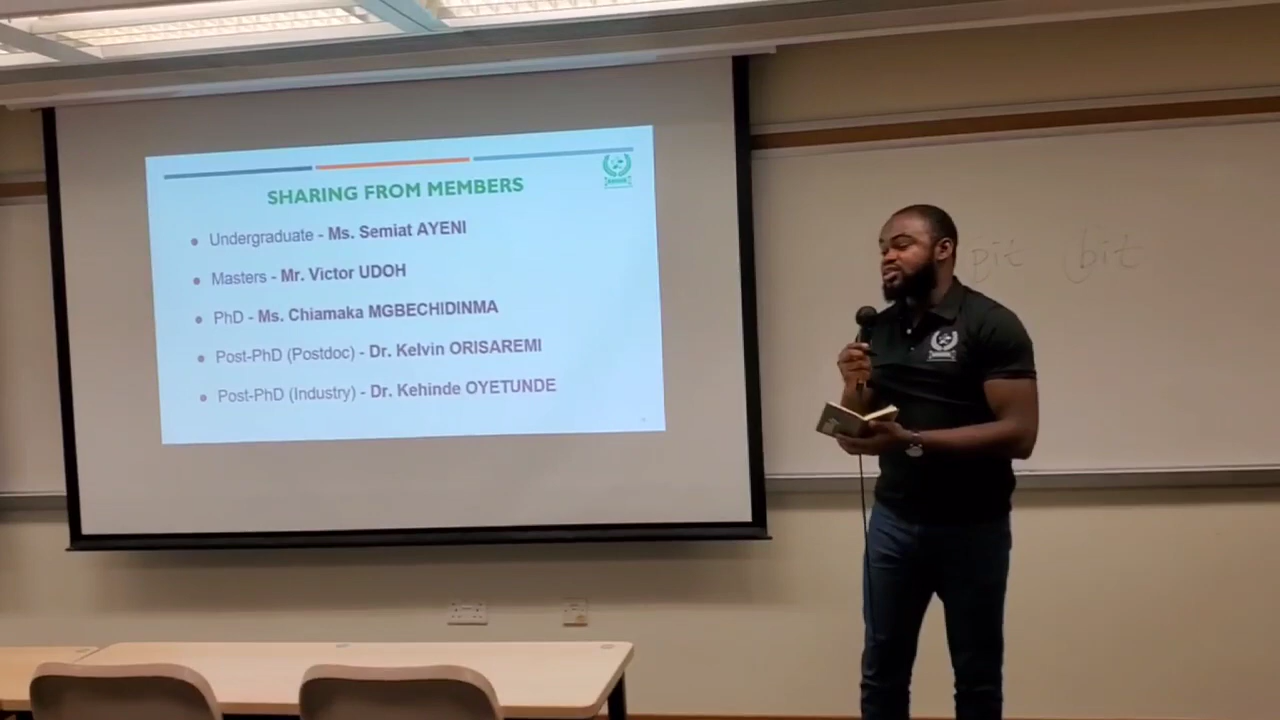 SHARING FROM MEMBERS
Undergraduate - Ms. Semiat AYENI
Masters - Mr. Victor UDOH
PhD - Ms. Chiamaka MGBECHIDINMA
Post-PhD (Postdoc) - Dr. Kelvin ORISAREMI
Post-PhD (Industry) - Dr. Kehinde OYETUNDE
pit bit